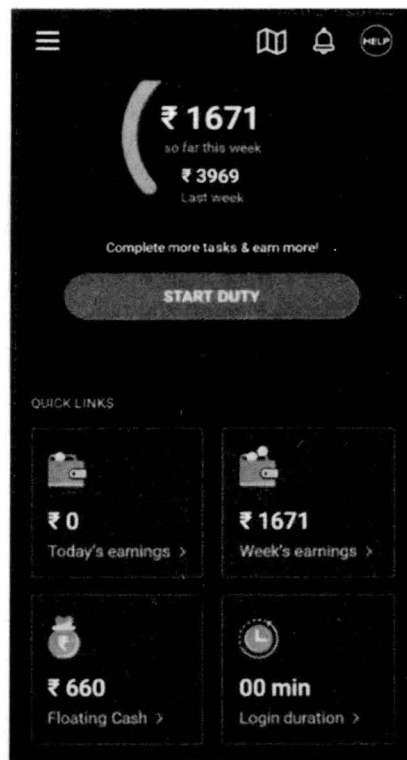 HELP
₹ 1671
so far this week
₹ 3969
Last week
Complete more tasks & earn more!
START DUTY
QUICK LINKS
₹ 0
Today's earnings >
₹ 1671
Week's earnings >
₹
₹ 660
Floating Cash >
00 min
Login duration >